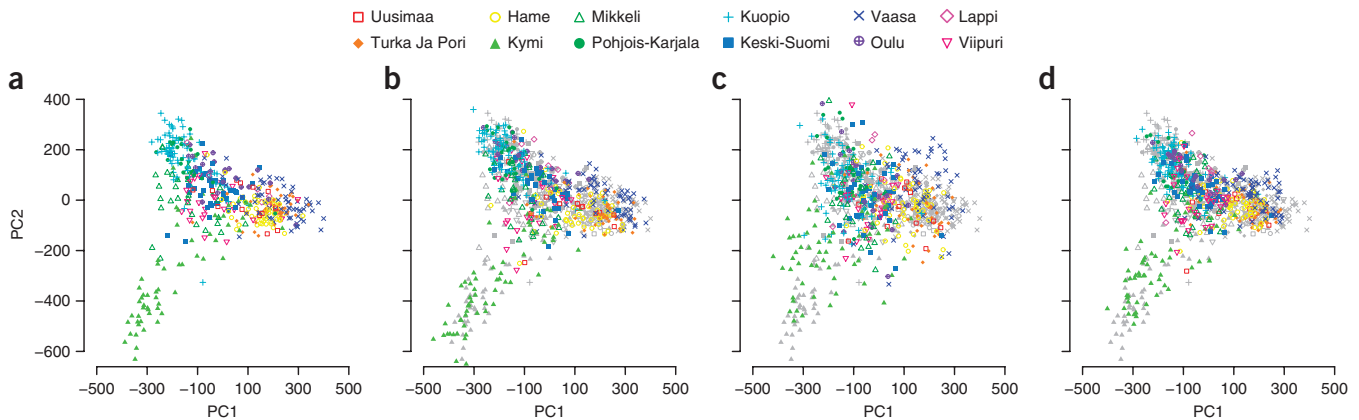 Uusimaa Hame Mikkeli Kuopio Vaasa Lappi
Turka Ja Pori Kymi Pohjois-Karjala Keski-Suomi Oulu Viipuri
a b c d
400
200
0
−200
−400
−600
PC2
−500 −300 −100 100 300 500 −500 −300 −100 100 300 500 −500 −300 −100 100 300 500 −500 −300 −100 100 300 500
PC1 PC1 PC1 PC1